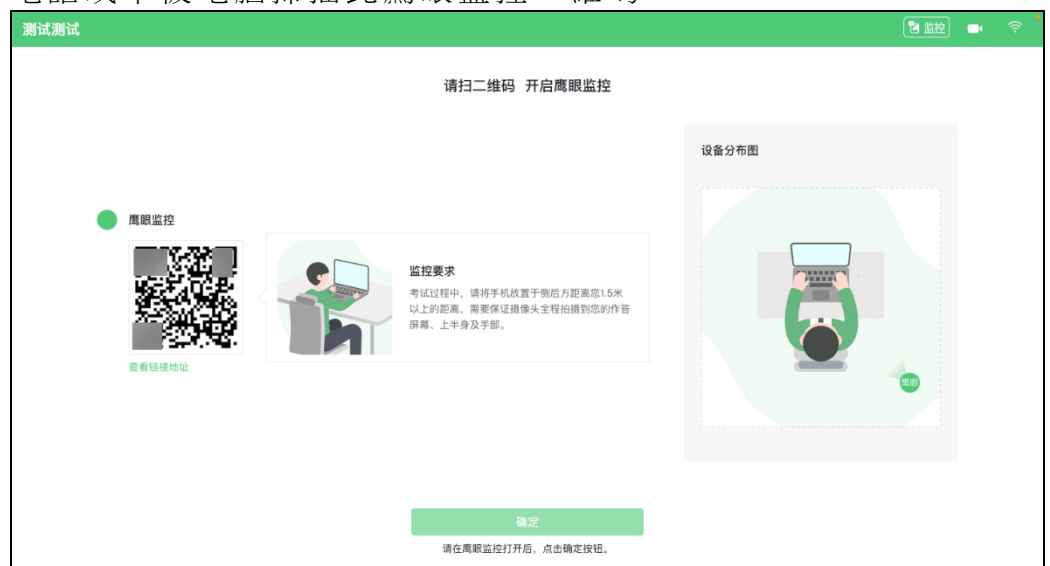 测试测试
监控
请扫二维码 开启鹰眼监控
设备分布图
鹰眼监控
监控要求
考试过程中，请将手机放置于侧后方距离您1.5米
以上的距离，需要保证摄像头全程拍摄到您的作答
屏幕、上半身及手部。
查看链接地址
鹰眼
确定
请在鹰眼监控打开后，点击确定按钮。